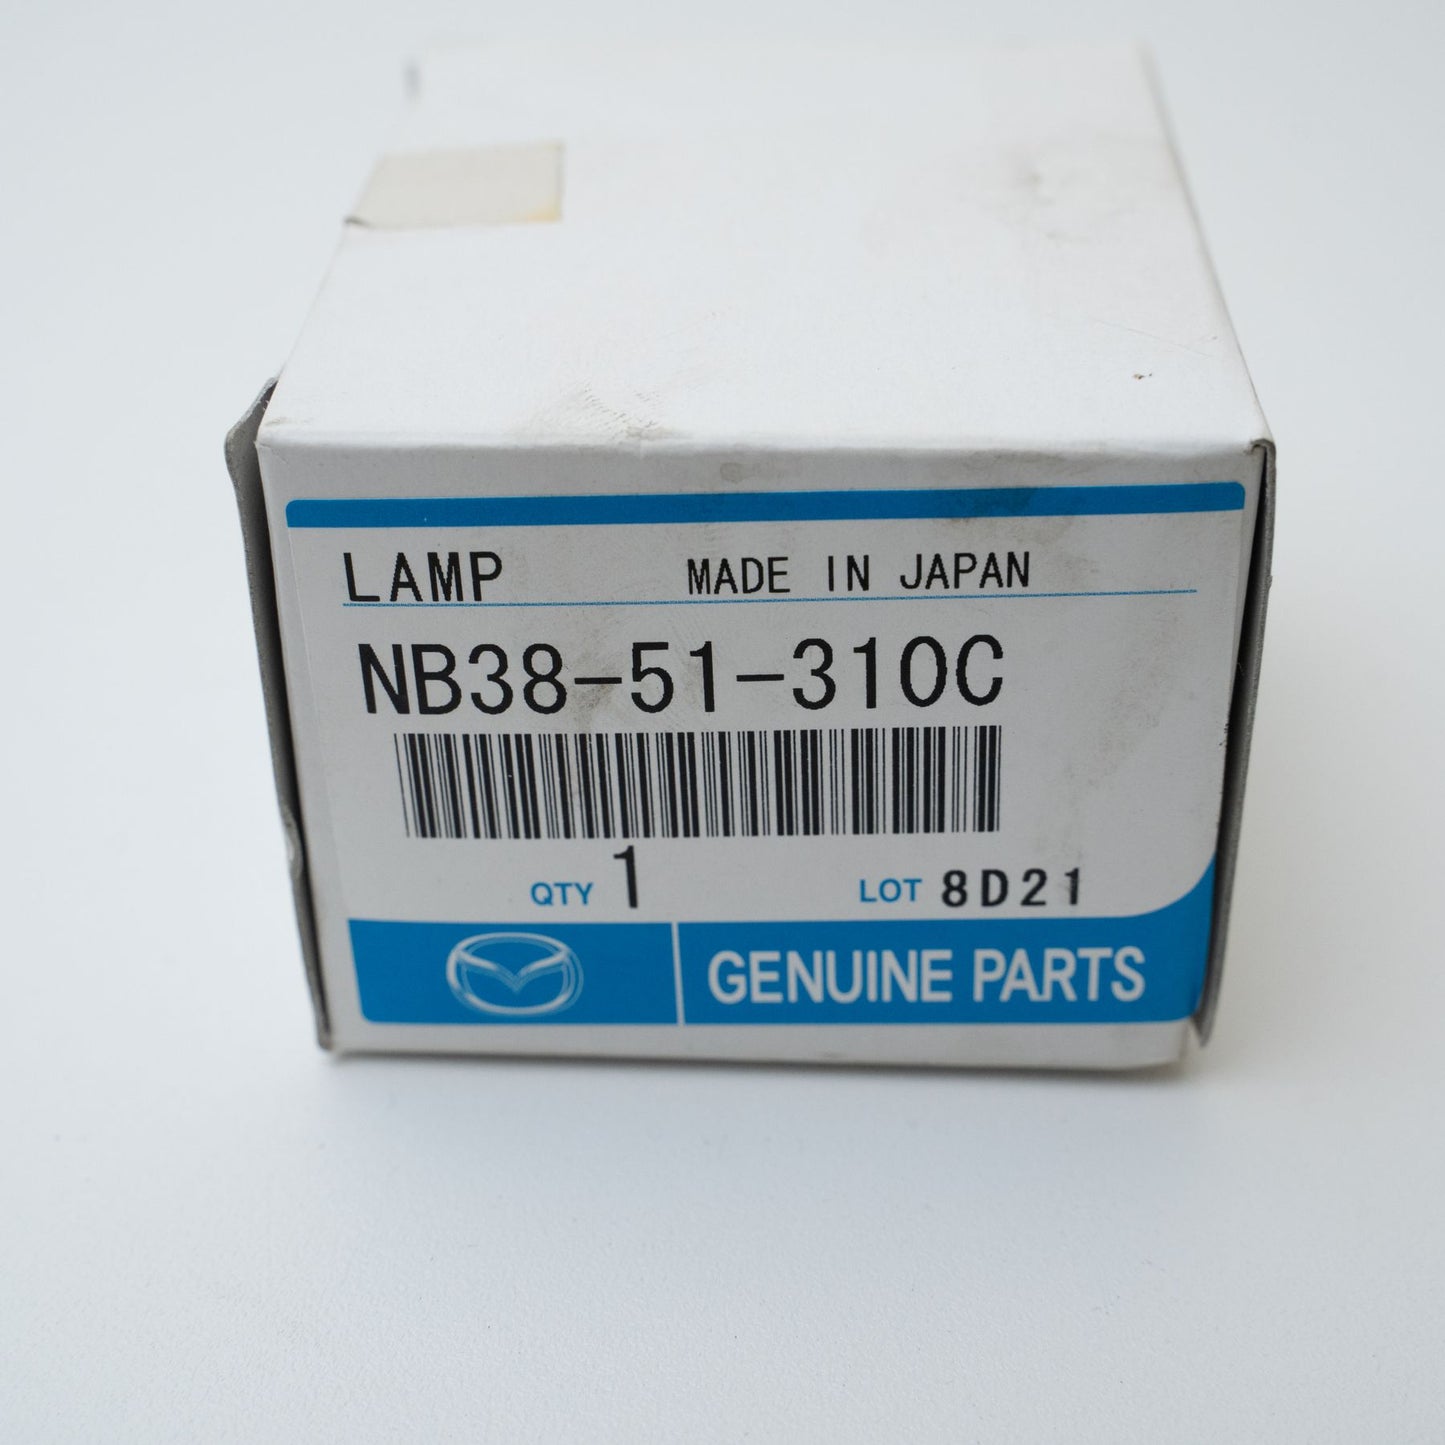 LAMP MADE IN JAPAN
NB38-51-310C
QTY 1 LOT 8D21
GENUINE PARTS